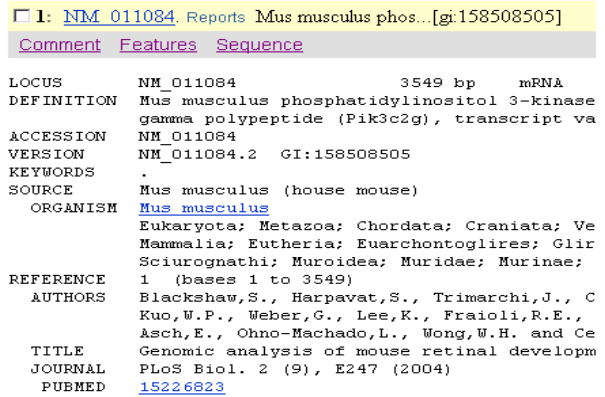 1: NM_011084. Reports Mus musculus phos...[gi:158508505]
Comment Features Sequence
LOCUS NM_011084 3549 bp mRNA
DEFINITION Mus musculus phosphatidylinositol 3-kinase
gamma polypeptide (Pik3c2g), transcript va
ACCESSION NM_011084
VERSION NM_011084.2 GI:158508505
KEYWORDS .
SOURCE Mus musculus (house mouse)
ORGANISM Mus musculus
Eukaryota; Metazoa; Chordata; Craniata; Ve
Mammalia; Eutheria; Euarchontoglires; Glir
Sciurognathi; Muroidea; Muridae; Murinae;
REFERENCE 1 (bases 1 to 3549)
AUTHORS Blackshaw,S., Harpavat,S., Trimarchi,J., C
Kuo,W.P., Weber,G., Lee,K., Fraioli,R.E.,
Asch,E., Ohno-Machado,L., Wong,W.H. and Ce
TITLE Genomic analysis of mouse retinal developm
JOURNAL PLoS Biol. 2 (9), E247 (2004)
PUBMED 15226823